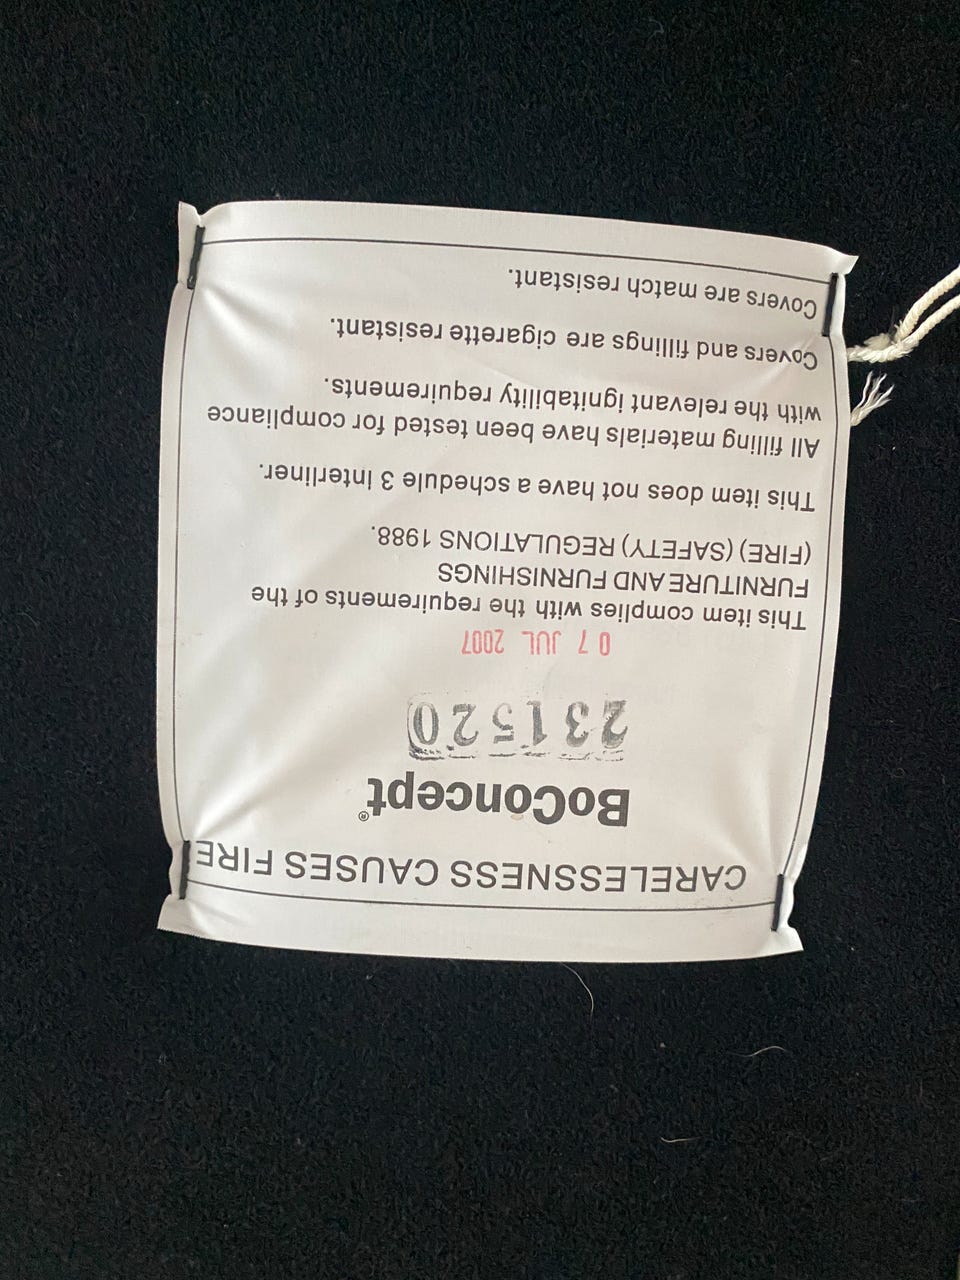 CARELESSNESS CAUSES FIRE
BoConcept®
231520
07 JUL 2007
This item complies with the requirements of the
FURNITURE AND FURNISHINGS
(FIRE) (SAFETY) REGULATIONS 1988.
This item does not have a schedule 3 Interliner.
All filling materials have been tested for compliance
with the relevant ignitability requirements.
Covers and fillings are cigarette resistant.
Covers are match resistant.